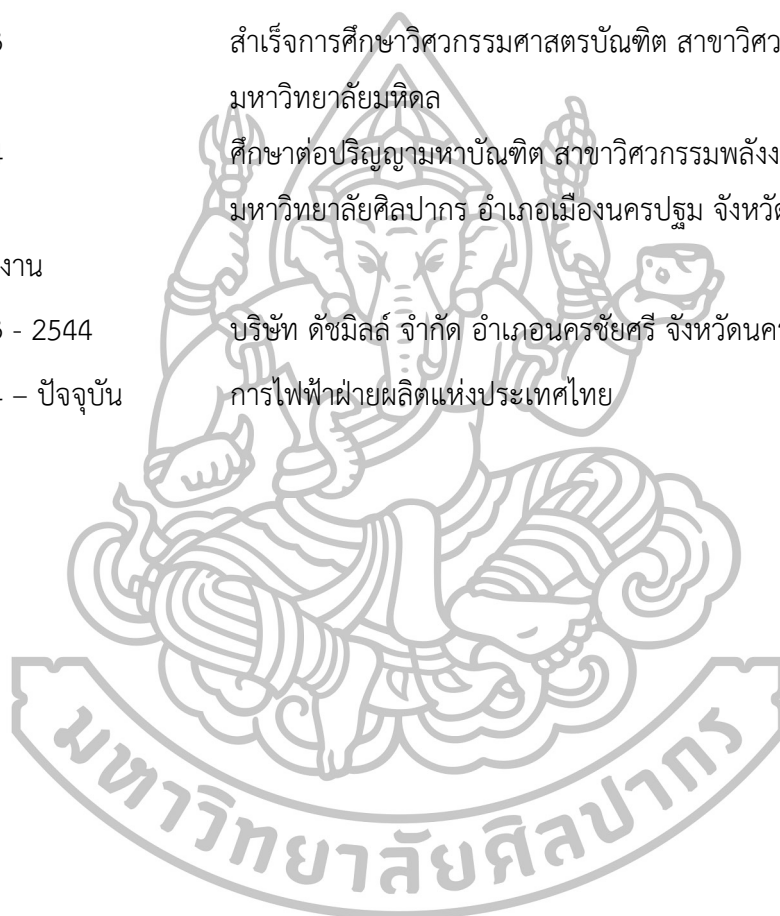 สำเร็จการศึกษาวิศวกรรมศาสตรบัณฑิต สาขาวิศว
มหาวิทยาลัยมหิดล
ศึกษาต่อปริญญามหาบัณฑิต สาขาวิศวกรรมพลังง
มหาวิทยาลัยศิลปากร อำเภอเมืองนครปฐม จังหวัด
งาน
- 2544 บริษัท ดัชมิลล์ จำกัด อำเภอนครชัยศรี จังหวัดนคร
– ปัจจุบัน การไฟฟ้าฝ่ายผลิตแห่งประเทศไทย
มหาวิทยาลัยศิลปากร